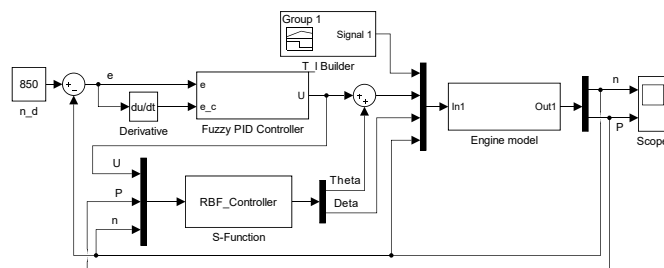 Group 1
Signal 1
T_l Builder
850
n_d
e
du/dt
Derivative
e
e_c
U
Fuzzy PID Controller
In1
Out1
Engine model
n
P
Scope
U
P
n
RBF_Controller
S-Function
Theta
Deta